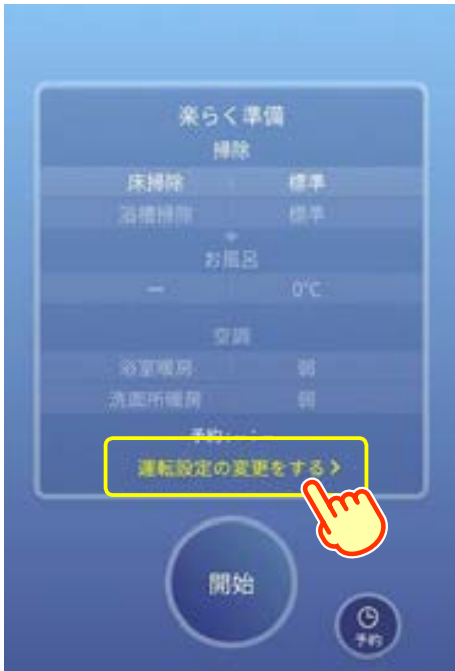 楽らく準備
掃除
床掃除 標準
浴槽掃除 標準
+
お風呂
ー 0℃
空調
浴室暖房 弱
洗面所暖房 弱
予約 : - : -
運転設定の変更をする>
開始
予約